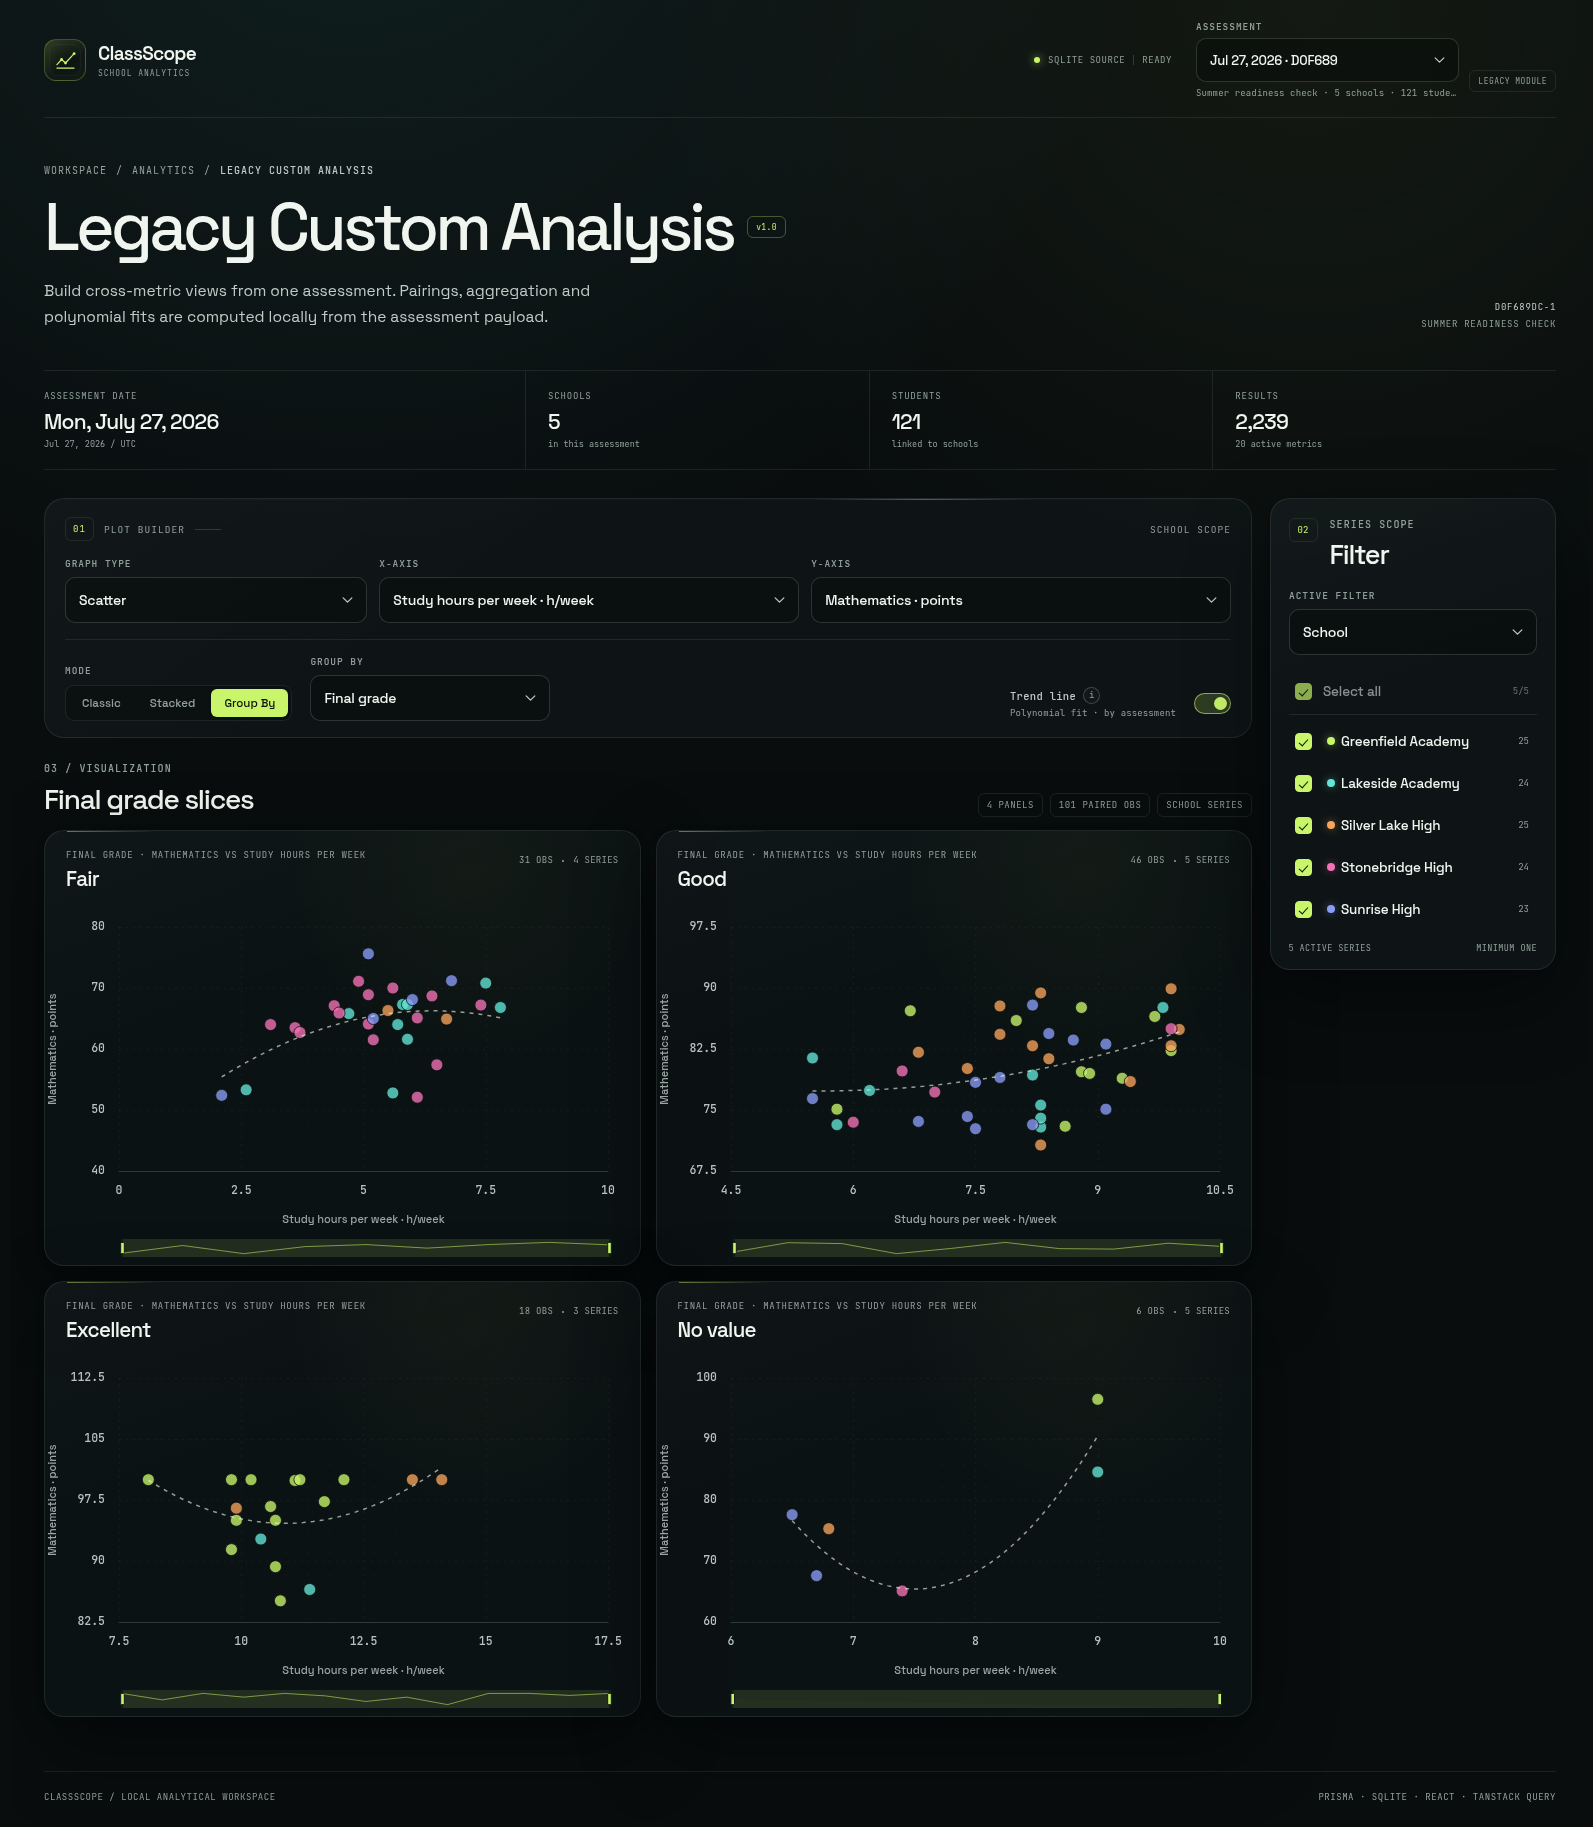 ClassScope
SCHOOL ANALYTICS
SQLITE SOURCE | READY
ASSESSMENT
Jul 27, 2026 · D0F689
Summer readiness check · 5 schools · 121 stude…
LEGACY MODULE
WORKSPACE / ANALYTICS / LEGACY CUSTOM ANALYSIS
Legacy Custom Analysis v1.0
Build cross-metric views from one assessment. Pairings, aggregation and
polynomial fits are computed locally from the assessment payload.
D0F689DC-1
SUMMER READINESS CHECK
ASSESSMENT DATE
Mon, July 27, 2026
Jul 27, 2026 / UTC
SCHOOLS
5
in this assessment
STUDENTS
121
linked to schools
RESULTS
2,239
20 active metrics
01 PLOT BUILDER
SCHOOL SCOPE
GRAPH TYPE
Scatter
X-AXIS
Study hours per week · h/week
Y-AXIS
Mathematics · points
MODE
Classic Stacked Group By
GROUP BY
Final grade
Trend line i
Polynomial fit · by assessment
02 SERIES SCOPE
Filter
ACTIVE FILTER
School
Select all 5/5
Greenfield Academy 25
Lakeside Academy 24
Silver Lake High 25
Stonebridge High 24
Sunrise High 23
5 ACTIVE SERIES MINIMUM ONE
03 / VISUALIZATION
Final grade slices
4 PANELS 101 PAIRED OBS SCHOOL SERIES
FINAL GRADE · MATHEMATICS VS STUDY HOURS PER WEEK
31 OBS · 4 SERIES
Fair
80
70
60
50
40
0 2.5 5 7.5 10
Mathematics · points
Study hours per week · h/week
FINAL GRADE · MATHEMATICS VS STUDY HOURS PER WEEK
46 OBS · 5 SERIES
Good
97.5
90
82.5
75
67.5
4.5 6 7.5 9 10.5
Mathematics · points
Study hours per week · h/week
FINAL GRADE · MATHEMATICS VS STUDY HOURS PER WEEK
18 OBS · 3 SERIES
Excellent
112.5
105
97.5
90
82.5
7.5 10 12.5 15 17.5
Mathematics · points
Study hours per week · h/week
FINAL GRADE · MATHEMATICS VS STUDY HOURS PER WEEK
6 OBS · 5 SERIES
No value
100
90
80
70
60
6 7 8 9 10
Mathematics · points
Study hours per week · h/week
CLASSSCOPE / LOCAL ANALYTICAL WORKSPACE
PRISMA · SQLITE · REACT · TANSTACK QUERY